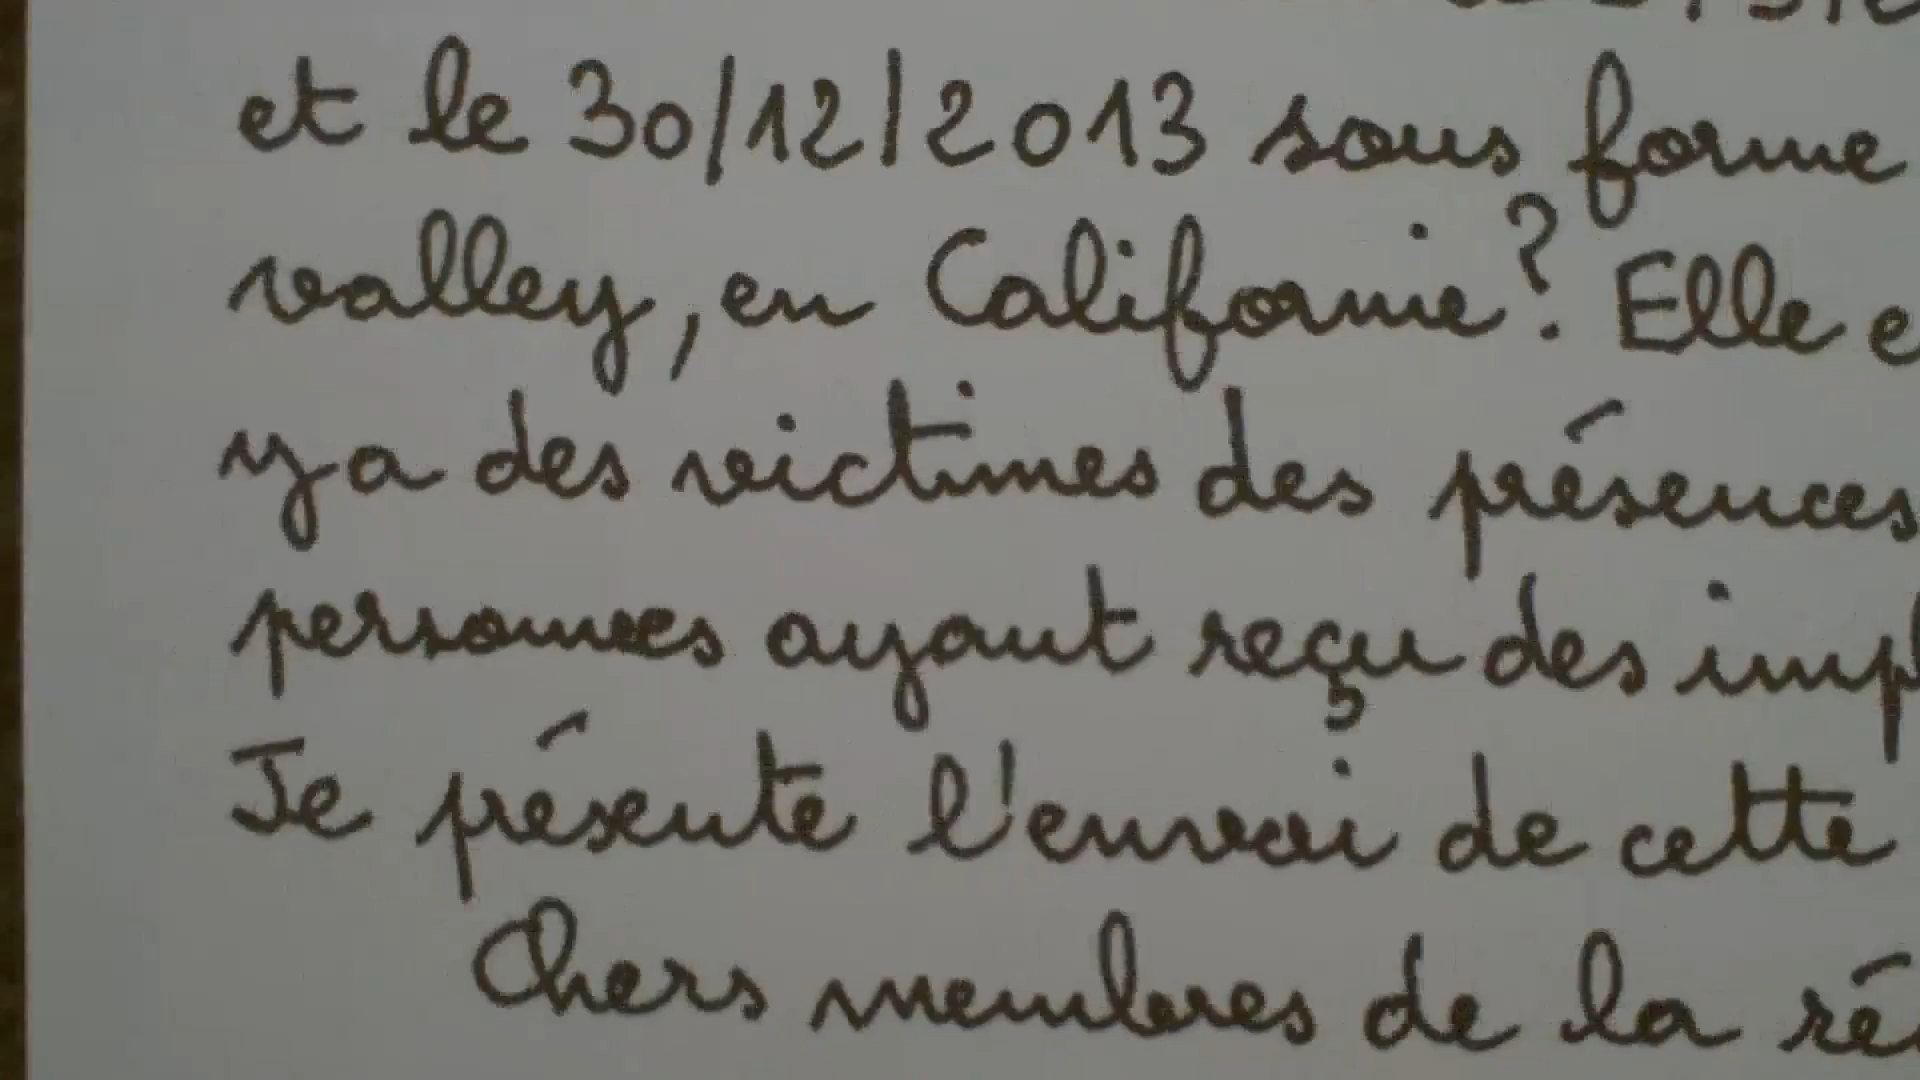 et le 30/12/2013 sous forme
valley, en Californie? Elle
y a des victimes des présences
personnes ayant reçu des
Je présente l'envoi de cette
Chers membres de la